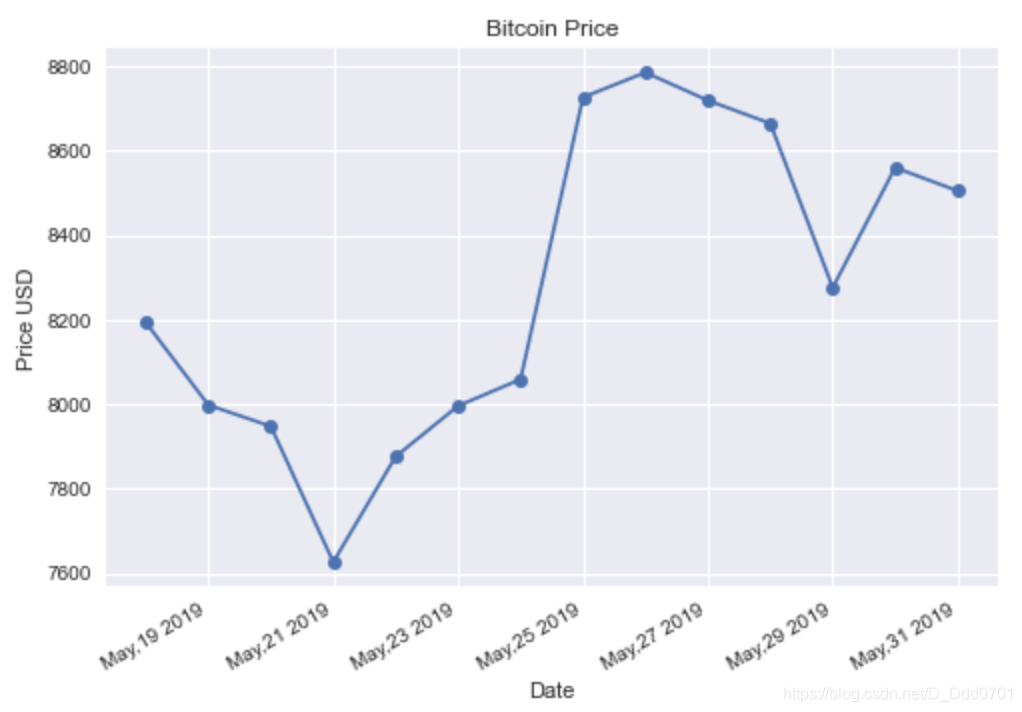 Bitcoin Price
8800
8600
8400
8200
8000
7800
7600
Price USD
May,19 2019
May,21 2019
May,23 2019
May,25 2019
May,27 2019
May,29 2019
May,31 2019
Date
https://blog.csdn.net/D_Ddd0701